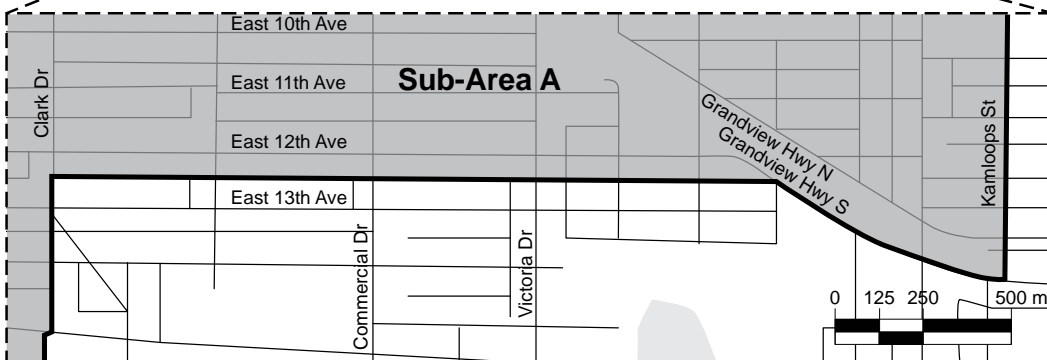 East 10th Ave
Sub-Area A
East 11th Ave
Clark Dr
Grandview Hwy N
Grandview Hwy S
Kamloops St
East 12th Ave
East 13th Ave
Commercial Dr
Victoria Dr
0 125 250 500 m